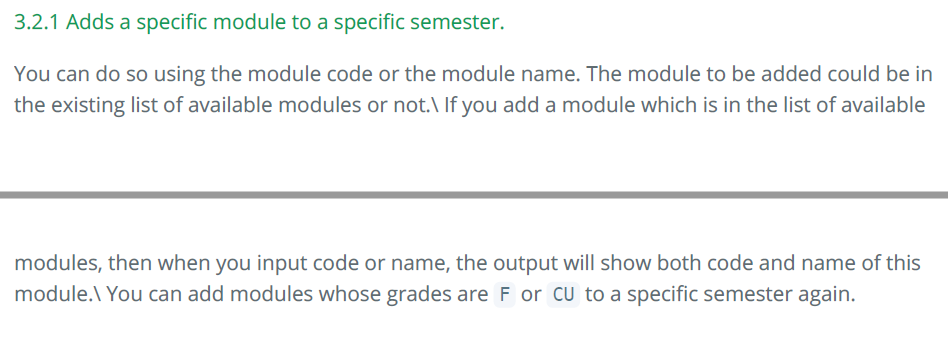 3.2.1 Adds a specific module to a specific semester.
You can do so using the module code or the module name. The module to be added could be in
the existing list of available modules or not.\ If you add a module which is in the list of available
modules, then when you input code or name, the output will show both code and name of this
module.\ You can add modules whose grades are F or CU to a specific semester again.